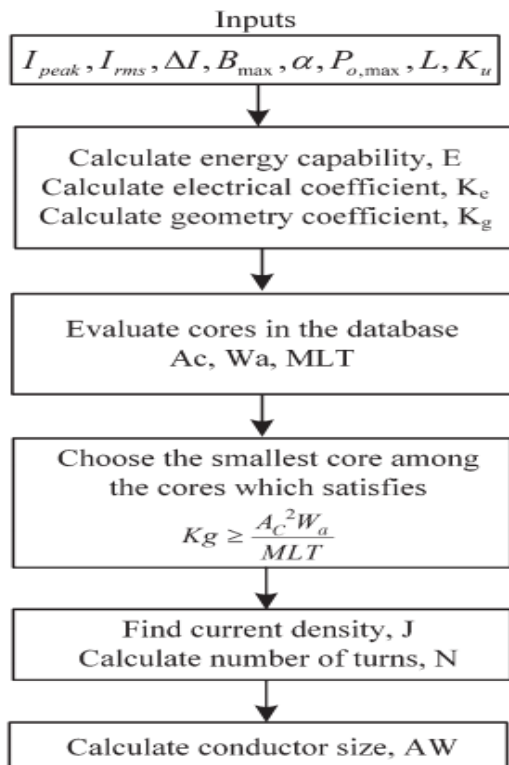 Inputs
I_peak, I_rms, ΔI, B_max, α, P_o,max, L, K_u
Calculate energy capability, E
Calculate electrical coefficient, K_e
Calculate geometry coefficient, K_g
Evaluate cores in the database
Ac, Wa, MLT
Choose the smallest core among
the cores which satisfies
Kg ≥ A_C² W_a / MLT
Find current density, J
Calculate number of turns, N
Calculate conductor size, AW